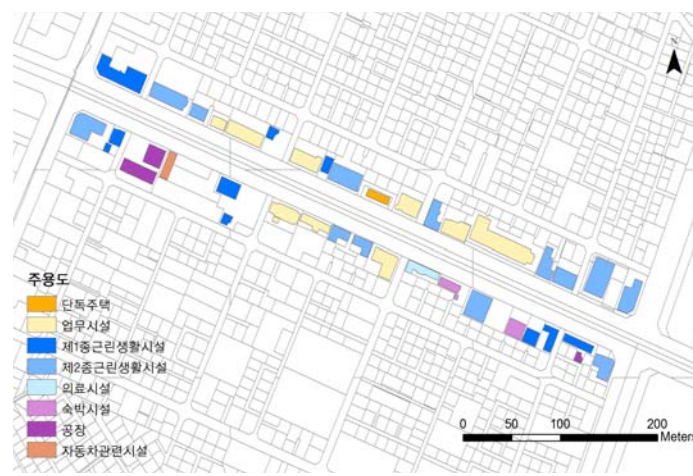 N
주용도
단독주택
업무시설
제1종근린생활시설
제2종근린생활시설
의료시설
숙박시설
공장
자동차관련시설
0 50 100 200
Meters